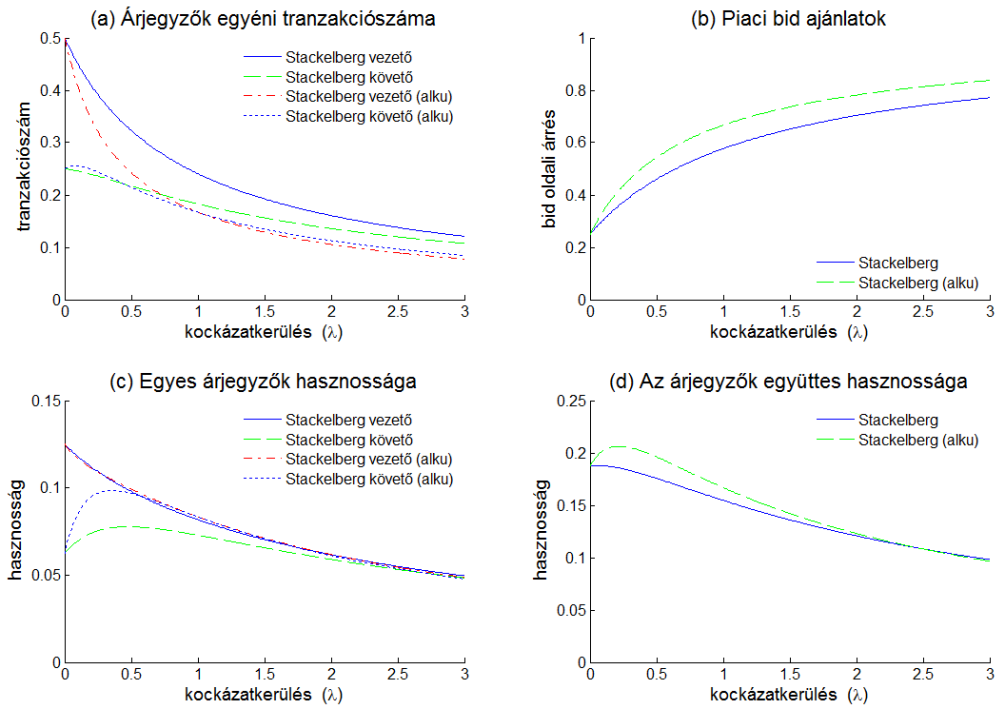 (a) Árjegyzők egyéni tranzakciószáma
0.5
0.4
0.3
0.2
0.1
0
tranzakciószám
Stackelberg vezető
Stackelberg követő
Stackelberg vezető (alku)
Stackelberg követő (alku)
0 0.5 1 1.5 2 2.5 3
kockázatkerülés (λ)
(b) Piaci bid ajánlatok
1
0.8
0.6
0.4
0.2
0
bid oldali árrés
Stackelberg
Stackelberg (alku)
0 0.5 1 1.5 2 2.5 3
kockázatkerülés (λ)
(c) Egyes árjegyzők hasznossága
0.15
0.1
0.05
0
hasznosság
Stackelberg vezető
Stackelberg követő
Stackelberg vezető (alku)
Stackelberg követő (alku)
0 0.5 1 1.5 2 2.5 3
kockázatkerülés (λ)
(d) Az árjegyzők együttes hasznossága
0.25
0.2
0.15
0.1
0.05
0
hasznosság
Stackelberg
Stackelberg (alku)
0 0.5 1 1.5 2 2.5 3
kockázatkerülés (λ)